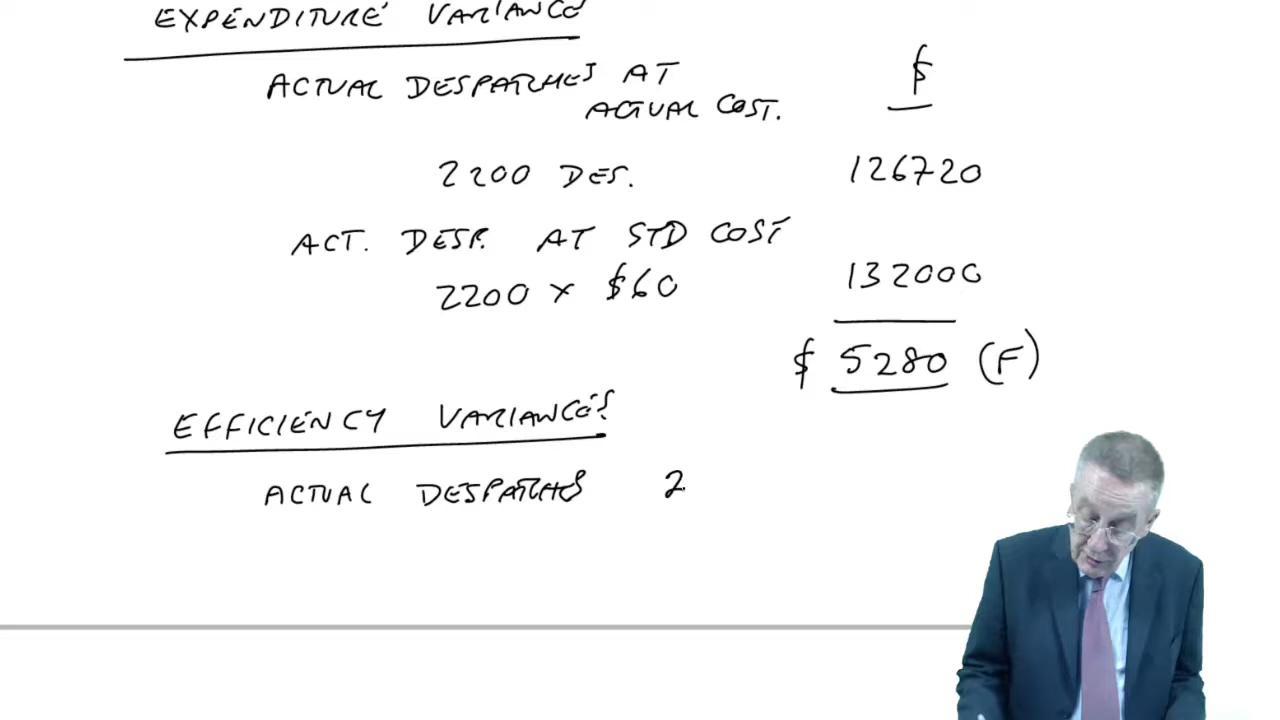 EXPENDITURE VARIANCE
ACTUAL DESPATCHES AT $
ACTUAL COST.
2200 DES. 126720
ACT. DESP. AT STD COST
2200 x $60 132000
$ 5280 (F)
EFFICIENCY VARIANCES
ACTUAL DESPATCHES 2